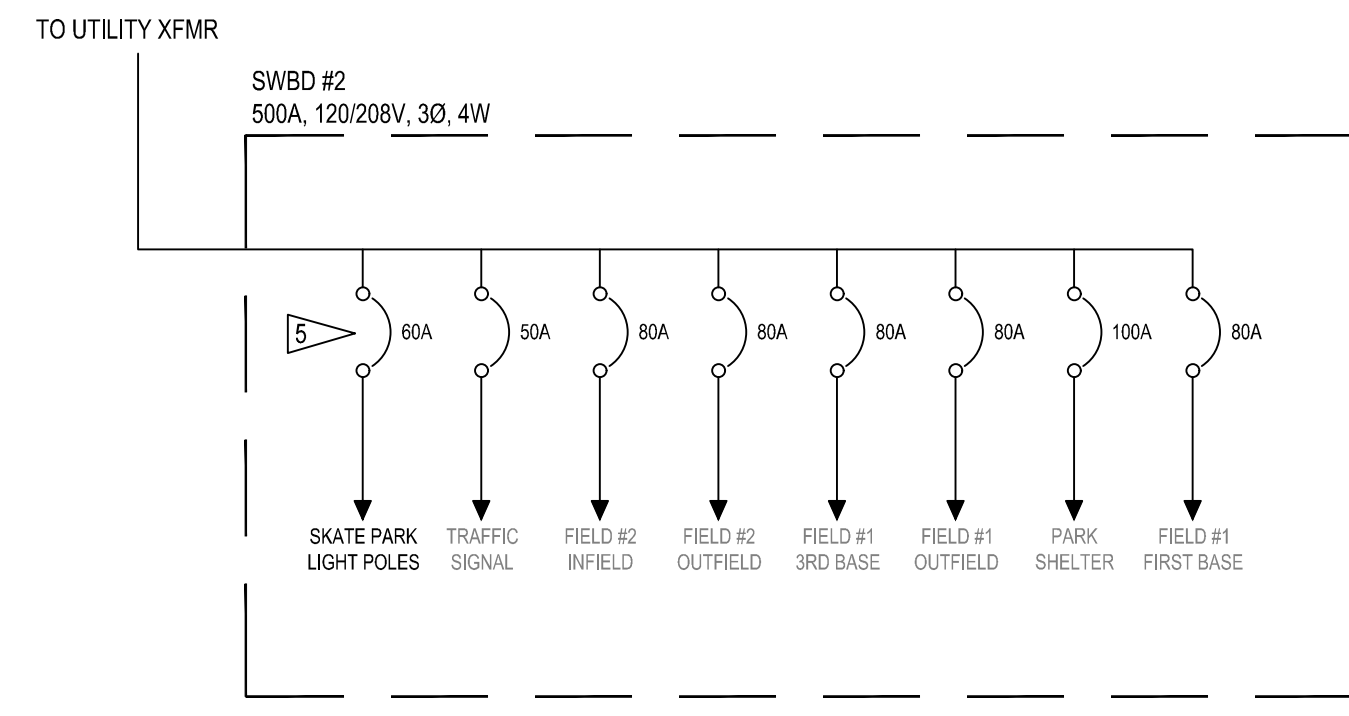 TO UTILITY XFMR
SWBD #2
500A, 120/208V, 3Ø, 4W
5
60A
50A
80A
80A
80A
80A
100A
80A
SKATE PARK
LIGHT POLES
TRAFFIC
SIGNAL
FIELD #2
INFIELD
FIELD #2
OUTFIELD
FIELD #1
3RD BASE
FIELD #1
OUTFIELD
PARK
SHELTER
FIELD #1
FIRST BASE